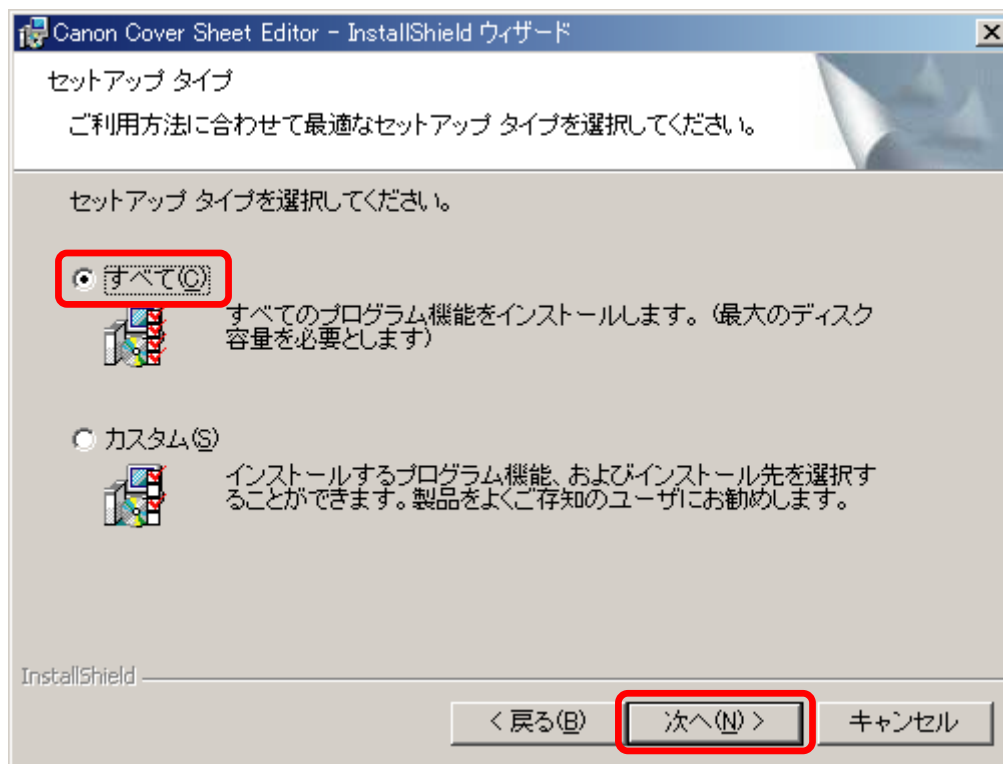 Canon Cover Sheet Editor - InstallShield ウィザード
セットアップ タイプ
ご利用方法に合わせて最適なセットアップ タイプを選択してください。
セットアップ タイプを選択してください。
すべて(C)
すべてのプログラム機能をインストールします。（最大のディスク
容量を必要とします）
カスタム(S)
インストールするプログラム機能、およびインストール先を選択す
ることができます。製品をよくご存知のユーザにお勧めします。
InstallShield
< 戻る(B)
次へ(N) >
キャンセル